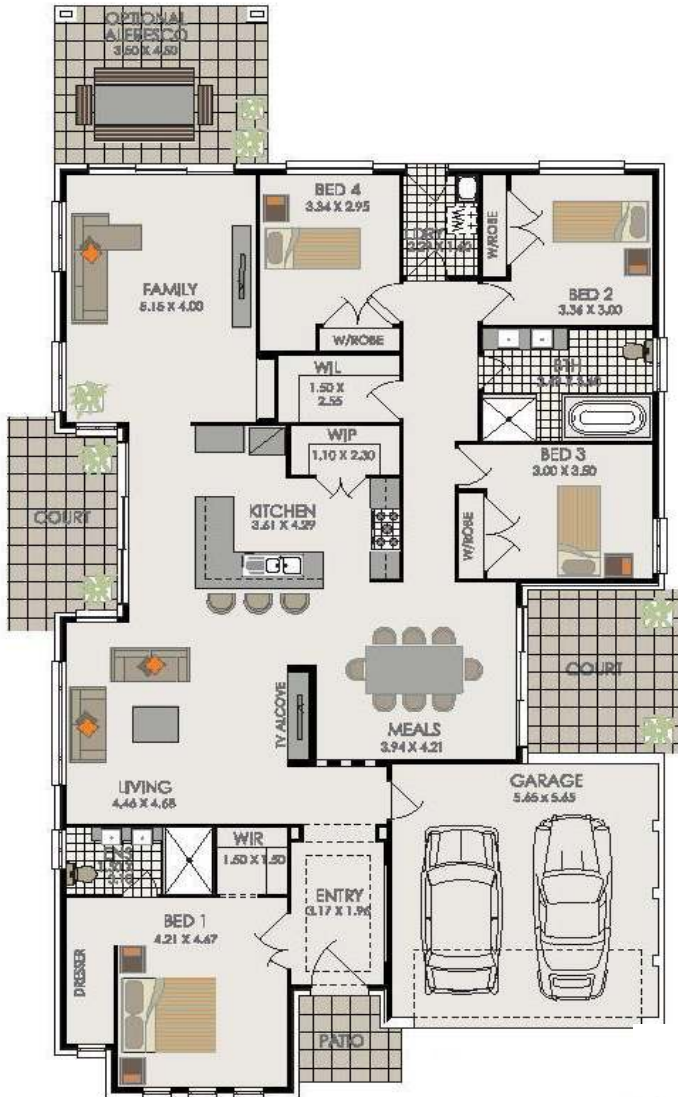 OPTIONAL
ALFRESCO
3.50 X 4.50
BED 4
3.34 X 2.95
W/ROBE
BED 2
3.36 X 3.00
FAMILY
5.15 X 4.00
W/ROBE
BTH
WIL
1.50 X
2.55
WIP
1.10 X 2.30
BED 3
3.00 X 3.50
W/ROBE
COURT
KITCHEN
3.61 X 4.29
COURT
TV ALCOVE
MEALS
3.94 X 4.21
LIVING
4.46 X 4.68
GARAGE
5.65 X 5.65
WIR
1.50 X 1.50
ENTRY
3.17 X 1.96
BED 1
4.21 X 4.67
DRESSER
PATIO